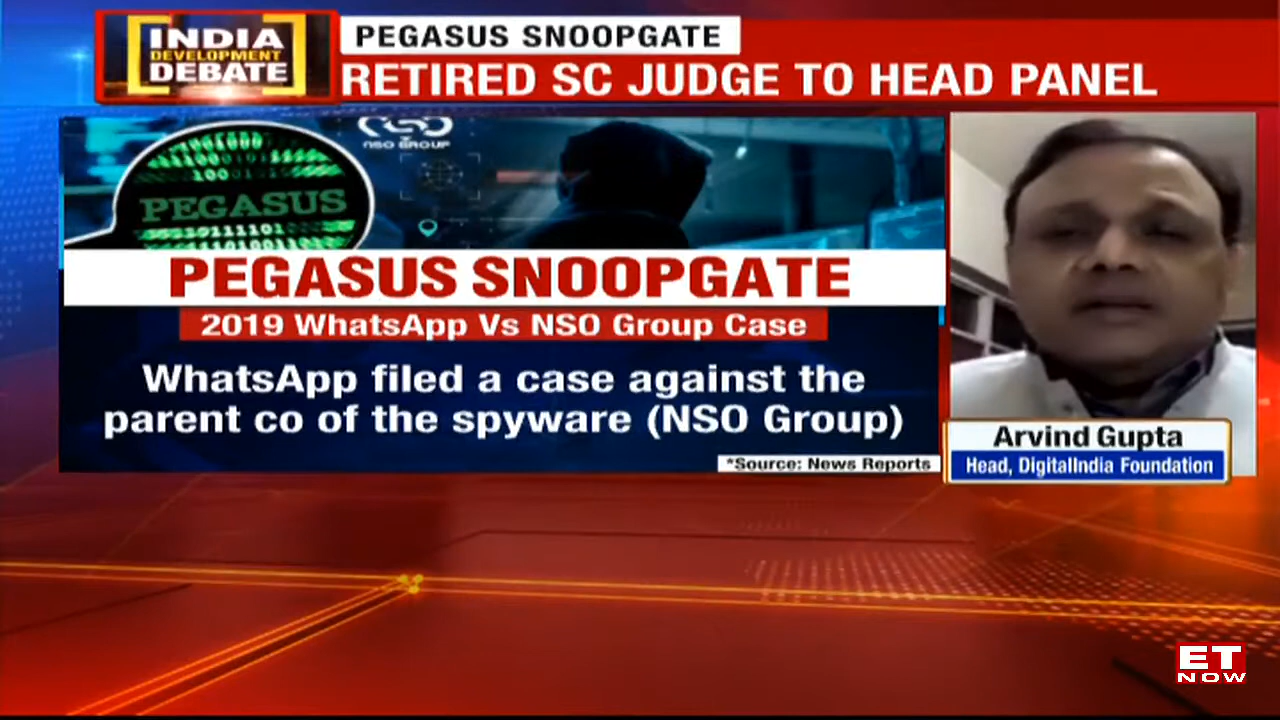 INDIA
DEVELOPMENT
DEBATE
PEGASUS SNOOPGATE
RETIRED SC JUDGE TO HEAD PANEL
NSO GROUP
PEGASUS
PEGASUS SNOOPGATE
2019 WhatsApp Vs NSO Group Case
WhatsApp filed a case against the
parent co of the spyware (NSO Group)
*Source: News Reports
Arvind Gupta
Head, DigitalIndia Foundation
ET
NOW